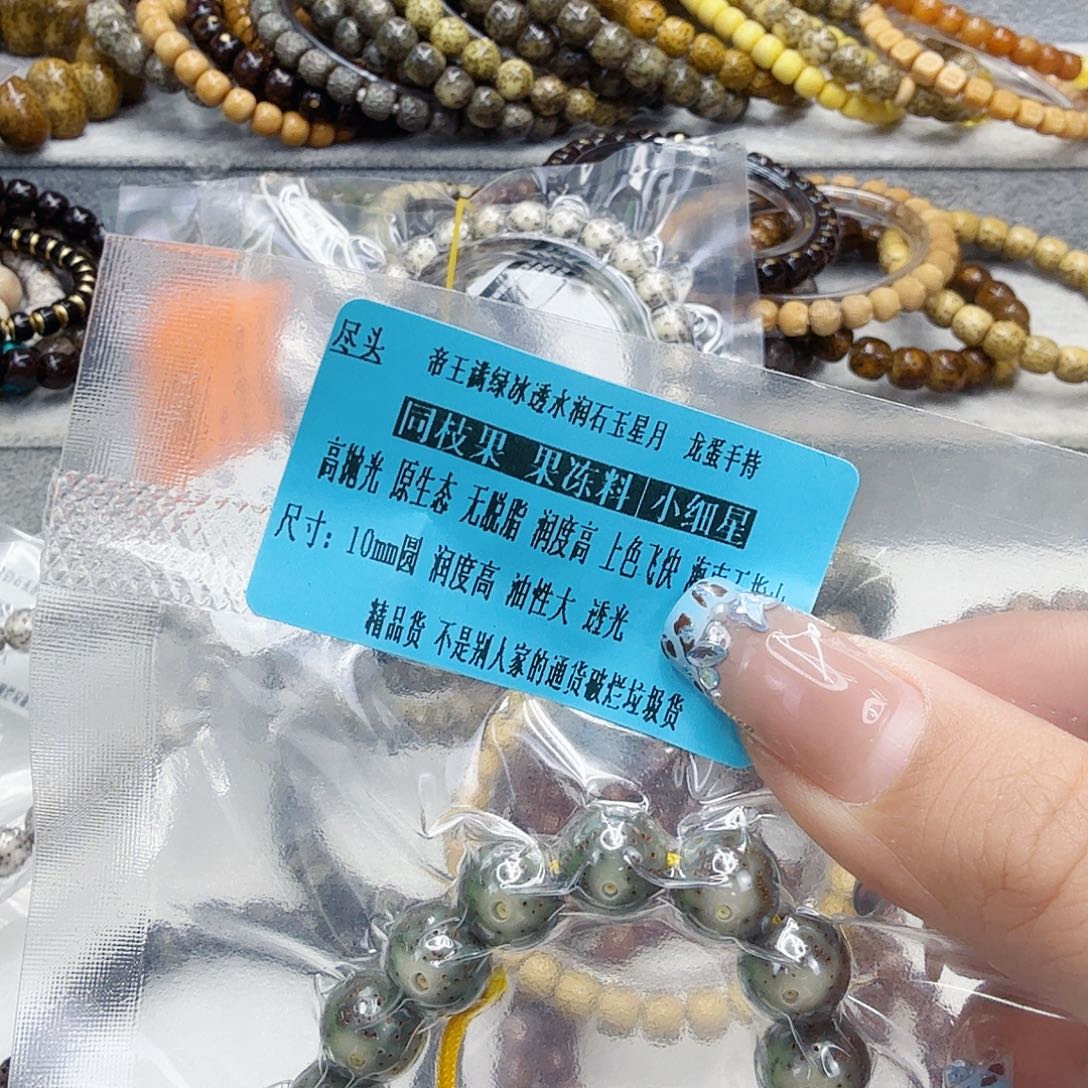 尽头
帝王满绿冰透水润石玉星月 龙蛋手持
同枝果 果冻料|小细星
高抛光 原生态 无脱脂 润度高 上色飞快
尺寸：10mm圆 润度高 油性大 透光
精品货 不是别人家的通货破烂垃圾货